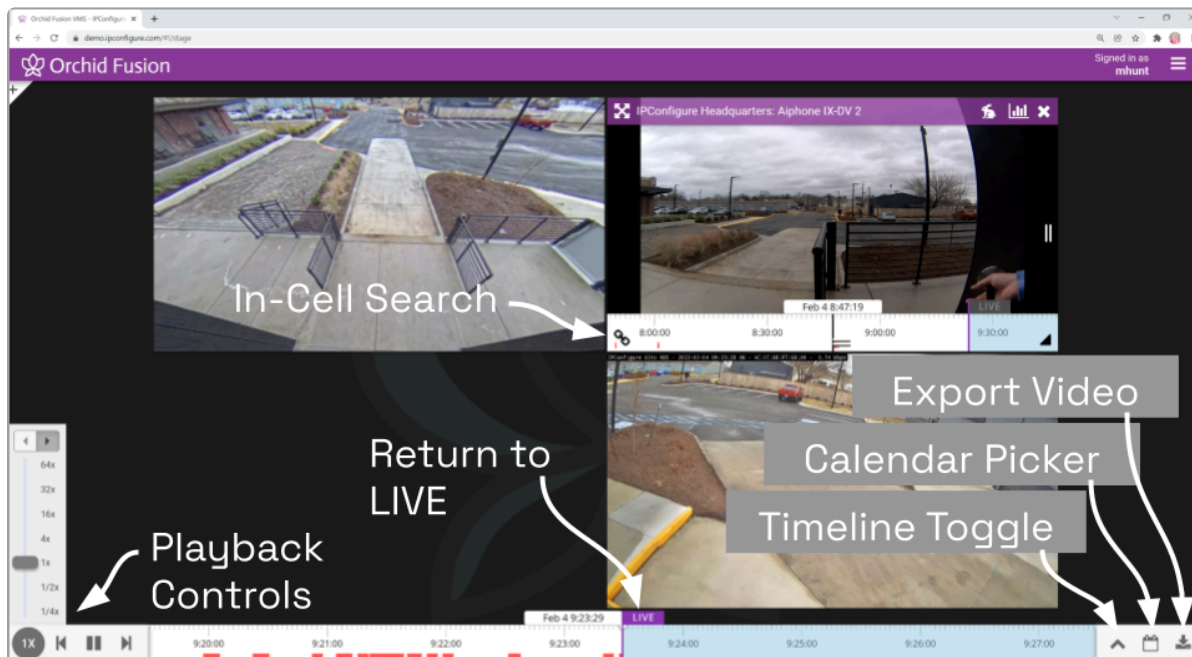 Orchid Fusion VMS - IPConfigur
demo.ipconfigure.com/#!/stage
Orchid Fusion
Signed in as
mhunt
IPConfigure Headquarters: Aiphone IX-DV 2
In-Cell Search
Feb 4 8:47:19
LIVE
8:00:00 8:30:00 9:00:00 9:30:00
Export Video
Calendar Picker
Timeline Toggle
Return to
LIVE
64x
32x
16x
4x
1x
1/2x
1/4x
Playback
Controls
Feb 4 9:23:29
LIVE
1X
9:20:00 9:21:00 9:22:00 9:23:00 9:24:00 9:25:00 9:26:00 9:27:00